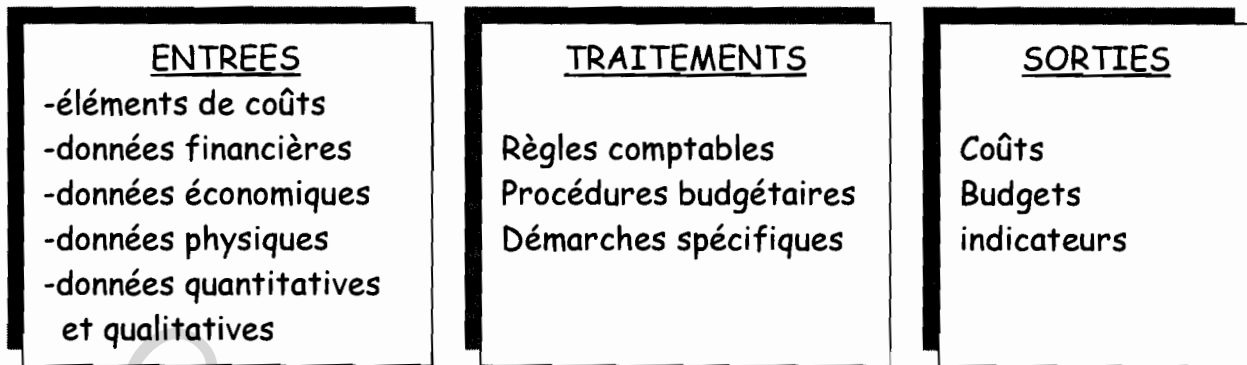 ENTREES
-éléments de coûts
-données financières
-données économiques
-données physiques
-données quantitatives
et qualitatives
TRAITEMENTS
Règles comptables
Procédures budgétaires
Démarches spécifiques
SORTIES
Coûts
Budgets
indicateurs